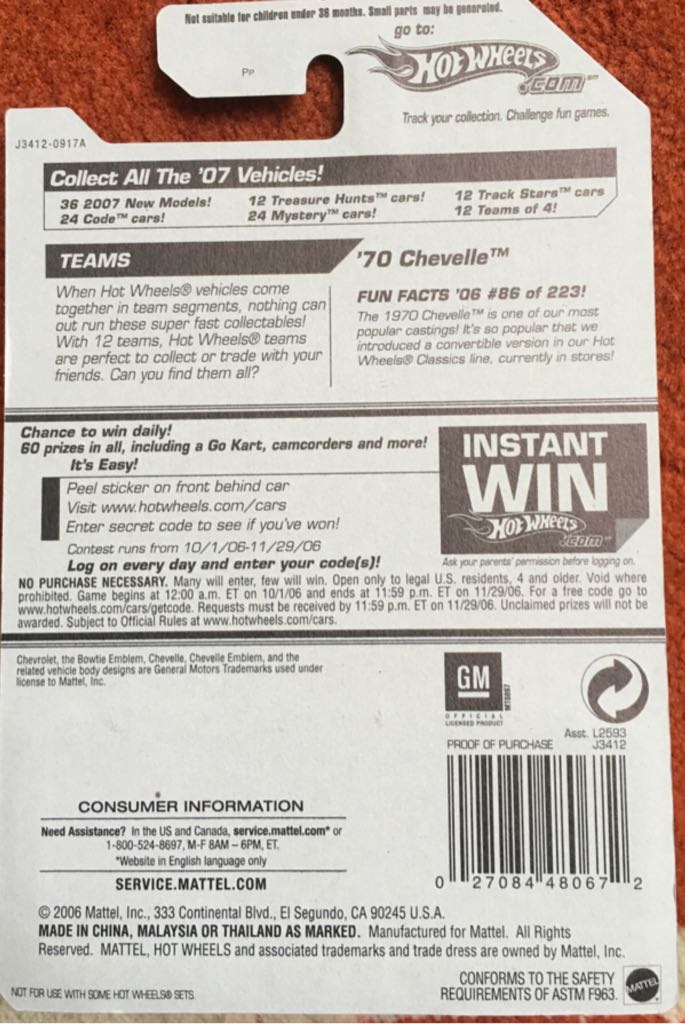 Not suitable for children under 36 months. Small parts may be generated.
go to:
HOT WHEELS
.COM℠
PP
Track your collection. Challenge fun games.
J3412-0917A
Collect All The '07 Vehicles!
36 2007 New Models! 12 Treasure Hunts™ cars! 12 Track Stars™ cars
24 Code™ cars! 24 Mystery™ cars! 12 Teams of 4!
TEAMS
When Hot Wheels® vehicles come
together in team segments, nothing can
out run these super fast collectables!
With 12 teams, Hot Wheels® teams
are perfect to collect or trade with your
friends. Can you find them all?
'70 Chevelle™
FUN FACTS '06 #86 of 223!
The 1970 Chevelle™ is one of our most
popular castings! It's so popular that we
introduced a convertible version in our Hot
Wheels® Classics line, currently in stores!
Chance to win daily!
60 prizes in all, including a Go Kart, camcorders and more!
It's Easy!
Peel sticker on front behind car
Visit www.hotwheels.com/cars
Enter secret code to see if you've won!
Contest runs from 10/1/06-11/29/06
Log on every day and enter your code(s)!
INSTANT
WIN
HOT WHEELS
.COM
Ask your parents' permission before logging on.
NO PURCHASE NECESSARY. Many will enter, few will win. Open only to legal U.S. residents, 4 and older. Void where
prohibited. Game begins at 12:00 a.m. ET on 10/1/06 and ends at 11:59 p.m. ET on 11/29/06. For a free code go to
www.hotwheels.com/cars/getcode. Requests must be received by 11:59 p.m. ET on 11/29/06. Unclaimed prizes will not be
awarded. Subject to Official Rules at www.hotwheels.com/cars.
Chevrolet, the Bowtie Emblem, Chevelle, Chevelle Emblem, and the
related vehicle body designs are General Motors Trademarks used under
license to Mattel, Inc.
GM
OFFICIAL
LICENSED PRODUCT
Asst. L2593
PROOF OF PURCHASE J3412
0 27084 48067 2
CONSUMER INFORMATION
Need Assistance? In the US and Canada, service.mattel.com* or
1-800-524-8697, M-F 8AM – 6PM, ET.
*Website in English language only
SERVICE.MATTEL.COM
© 2006 Mattel, Inc., 333 Continental Blvd., El Segundo, CA 90245 U.S.A.
MADE IN CHINA, MALAYSIA OR THAILAND AS MARKED. Manufactured for Mattel. All Rights
Reserved. MATTEL, HOT WHEELS and associated trademarks and trade dress are owned by Mattel, Inc.
NOT FOR USE WITH SOME HOT WHEELS® SETS.
CONFORMS TO THE SAFETY
REQUIREMENTS OF ASTM F963.
MATTEL